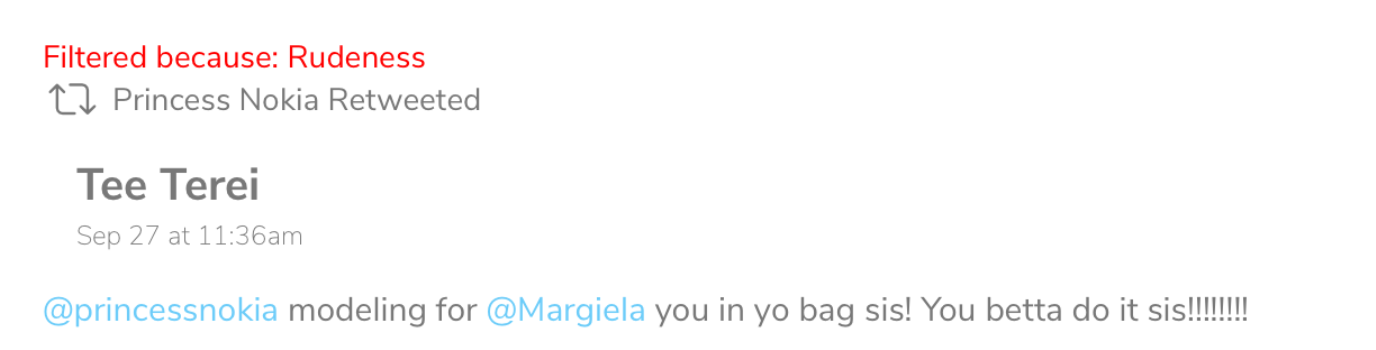 Filtered because: Rudeness
Princess Nokia Retweeted
Tee Terei
Sep 27 at 11:36am
@princessnokia modeling for @Margiela you in yo bag sis! You betta do it sis!!!!!!!!